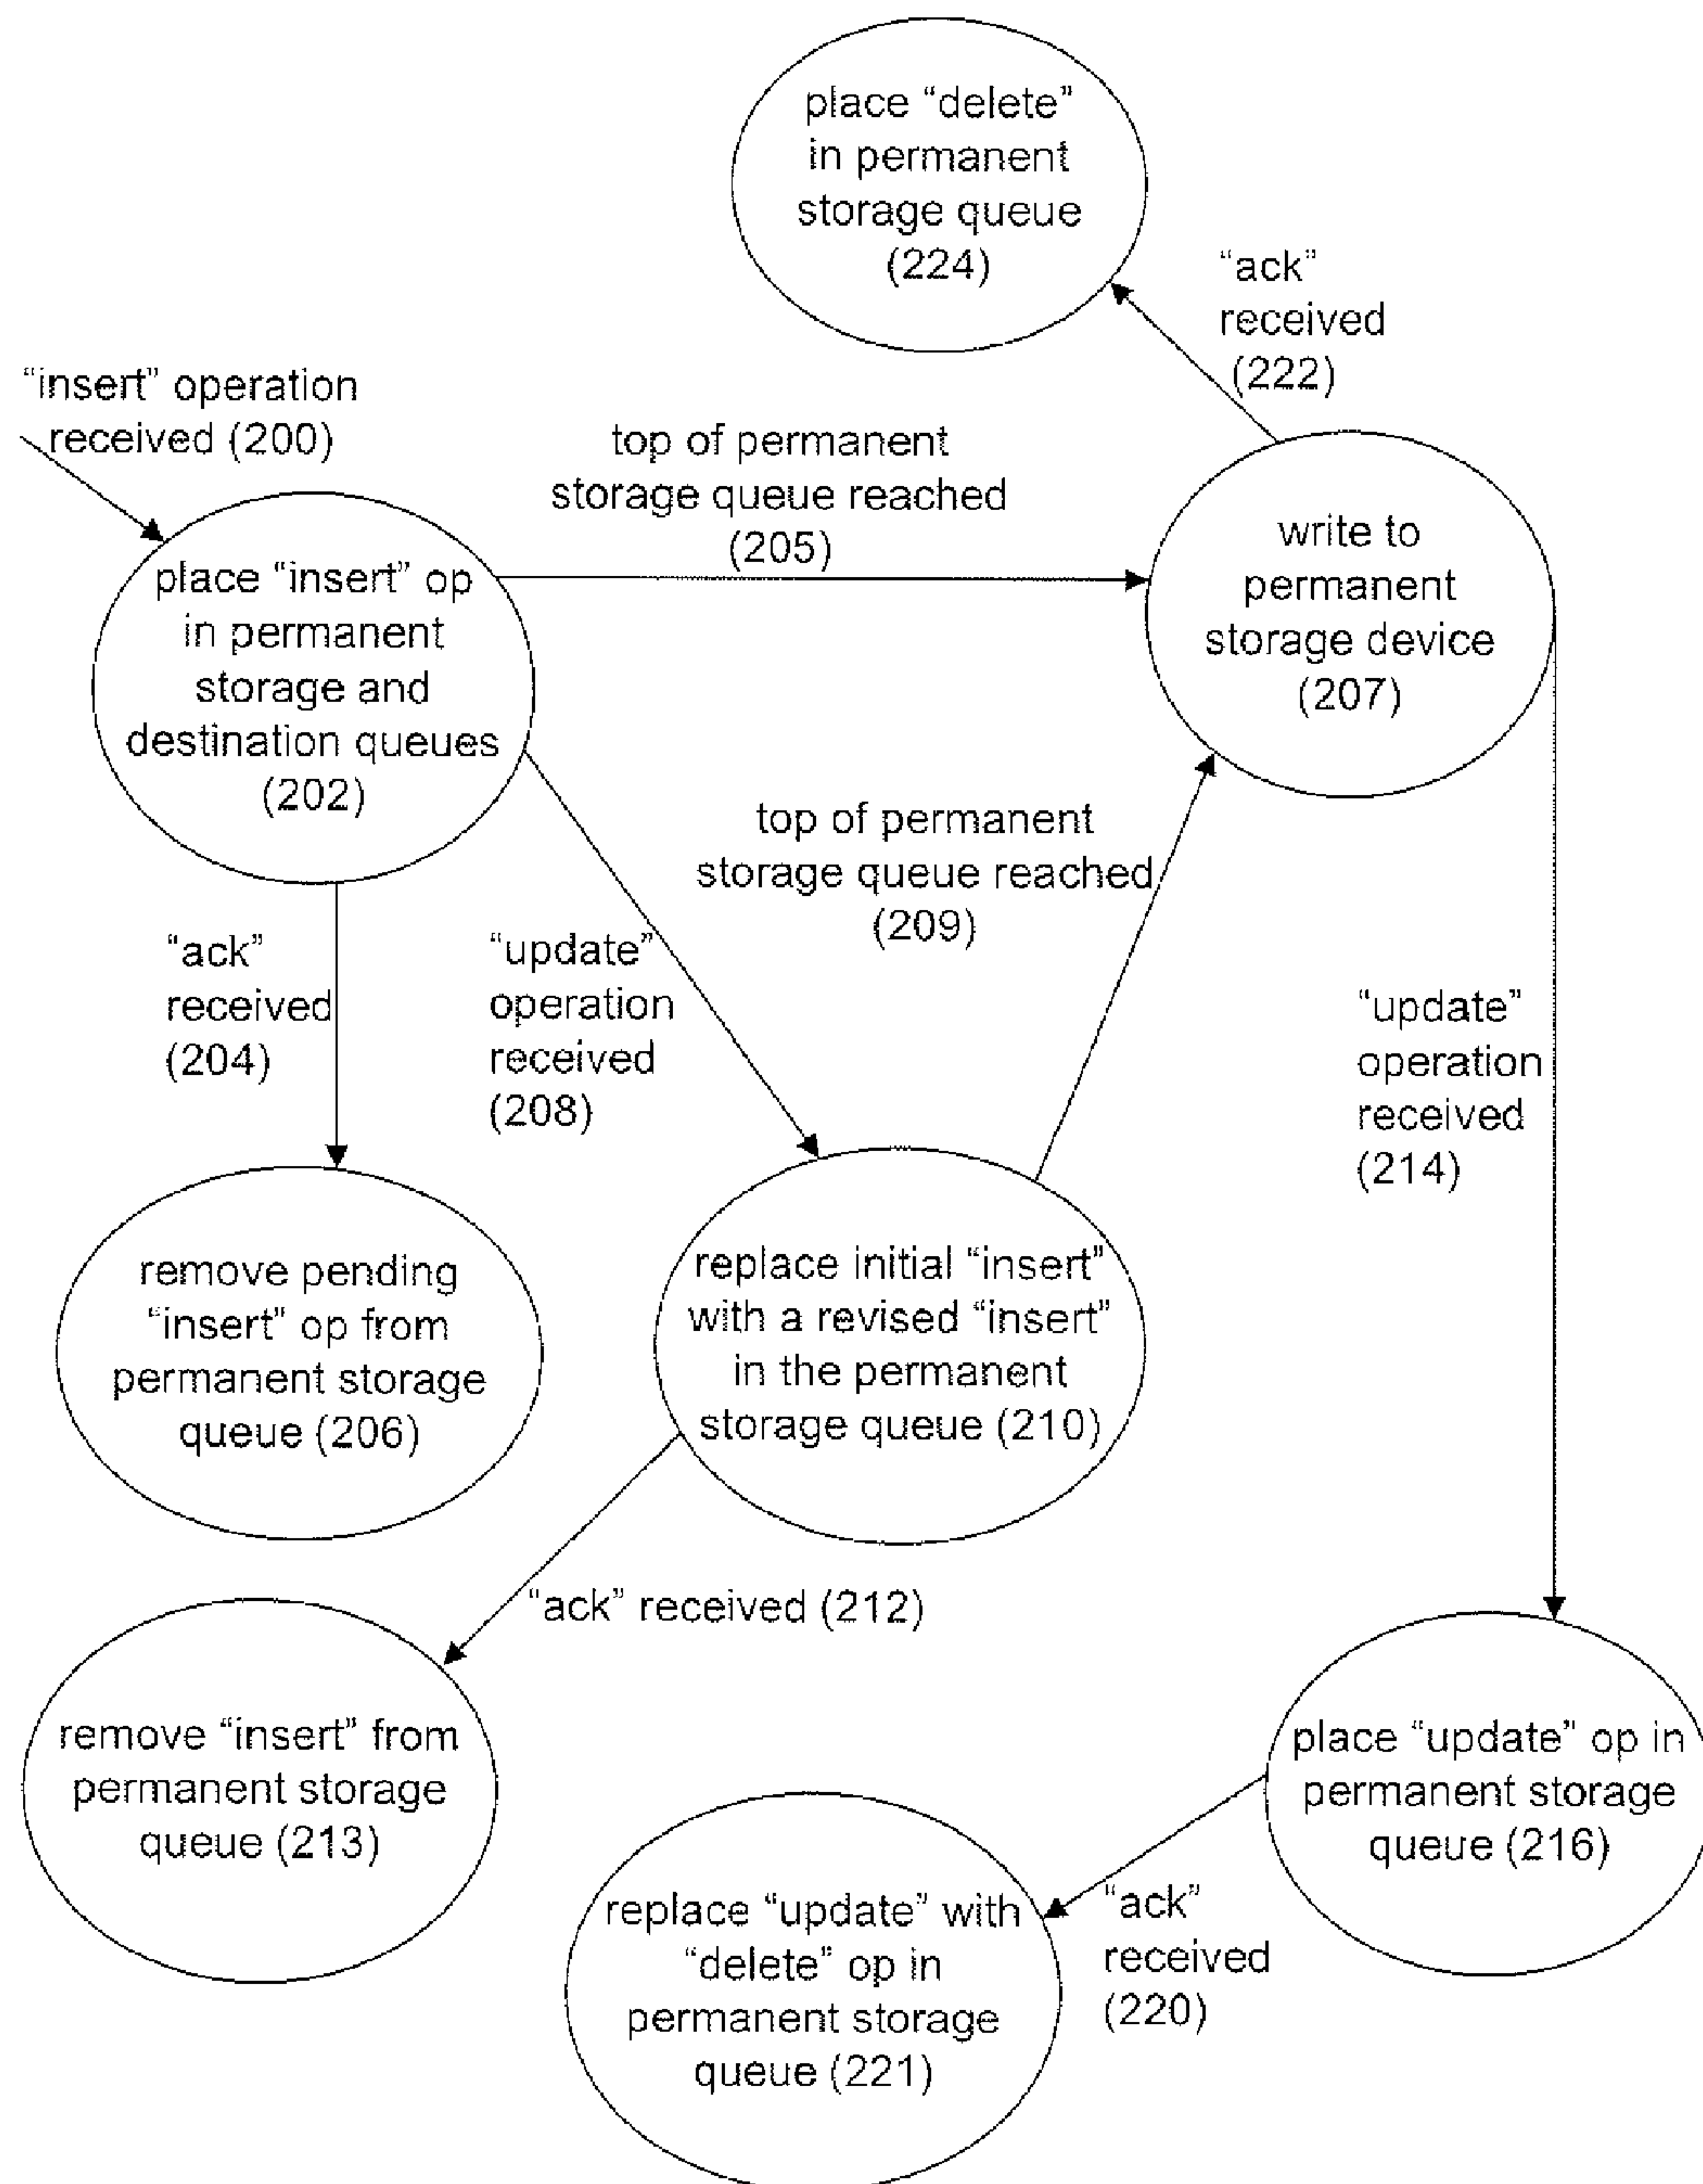 place “delete”
in permanent
storage queue
(224)
“ack”
received
(222)
“insert” operation
received (200)
top of permanent
storage queue reached
(205)
place “insert” op
in permanent
storage and
destination queues
(202)
write to
permanent
storage device
(207)
top of permanent
storage queue reached
(209)
“ack”
received
(204)
“update”
operation
received
(208)
“update”
operation
received
(214)
remove pending
“insert” op from
permanent storage
queue (206)
replace initial “insert”
with a revised “insert”
in the permanent
storage queue (210)
“ack” received (212)
remove “insert” from
permanent storage
queue (213)
place “update” op in
permanent storage
queue (216)
replace “update” with
“delete” op in
permanent storage
queue (221)
“ack”
received
(220)